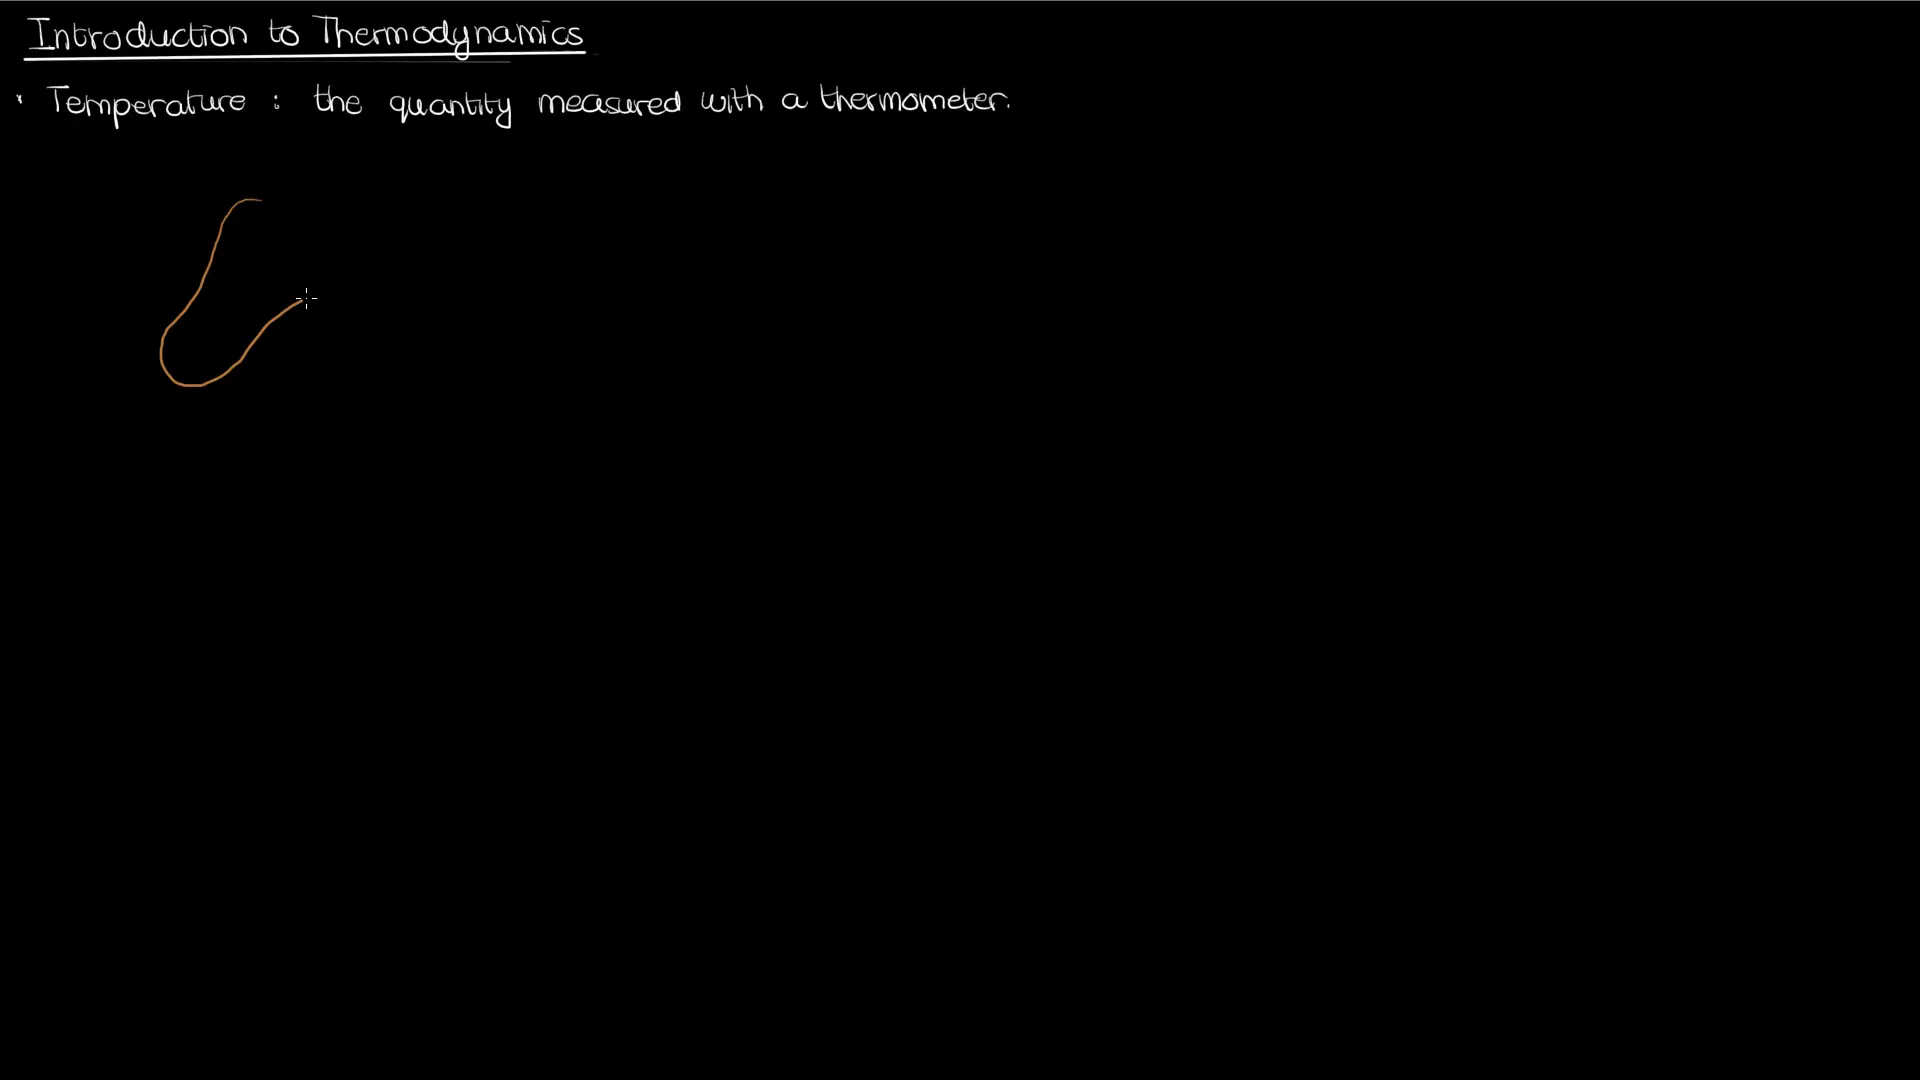 Introduction to Thermodynamics
· Temperature : the quantity measured with a thermometer.